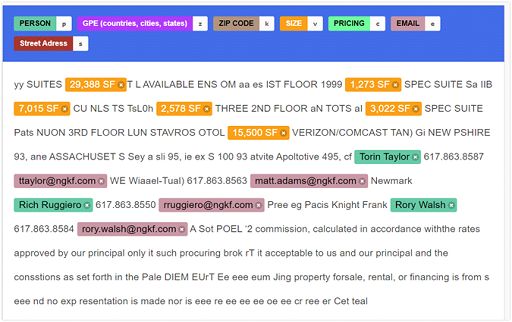 PERSON p GPE (countries, cities, states) z ZIP CODE k SIZE v PRICING c EMAIL e
Street Adress s
yy SUITES 29,388 SF T L AVAILABLE ENS OM aa es IST FLOOR 1999 1,273 SF SPEC SUITE Sa IIB
7,015 SF CU NLS TS TsL0h 2,578 SF THREE 2ND FLOOR aN TOTS al 3,022 SF SPEC SUITE
Pats NUON 3RD FLOOR LUN STAVROS OTOL 15,500 SF VERIZON/COMCAST TAN) Gi NEW PSHIRE
93, ane ASSACHUSET S Sey a sli 95, ie ex S 100 93 atvite Apoltotive 495, cf Torin Taylor 617.863.8587
ttaylor@ngkf.com WE Wiaael-Tual) 617.863.8563 matt.adams@ngkf.com Newmark
Rich Ruggiero 617.863.8550 rruggiero@ngkf.com Pree eg Pacis Knight Frank Rory Walsh
617.863.8584 rory.walsh@ngkf.com A Sot POEL '2 commission, calculated in accordance withthe rates
approved by our principal only it such procuring brok rT it acceptable to us and our principal and the
consstions as set forth in the Pale DIEM EUrT Ee eee eum Jing property forsale, rental, or financing is from s
eee nd no exp resentation is made nor is eee re ee ee ee oe ee cr ree er Cet teal